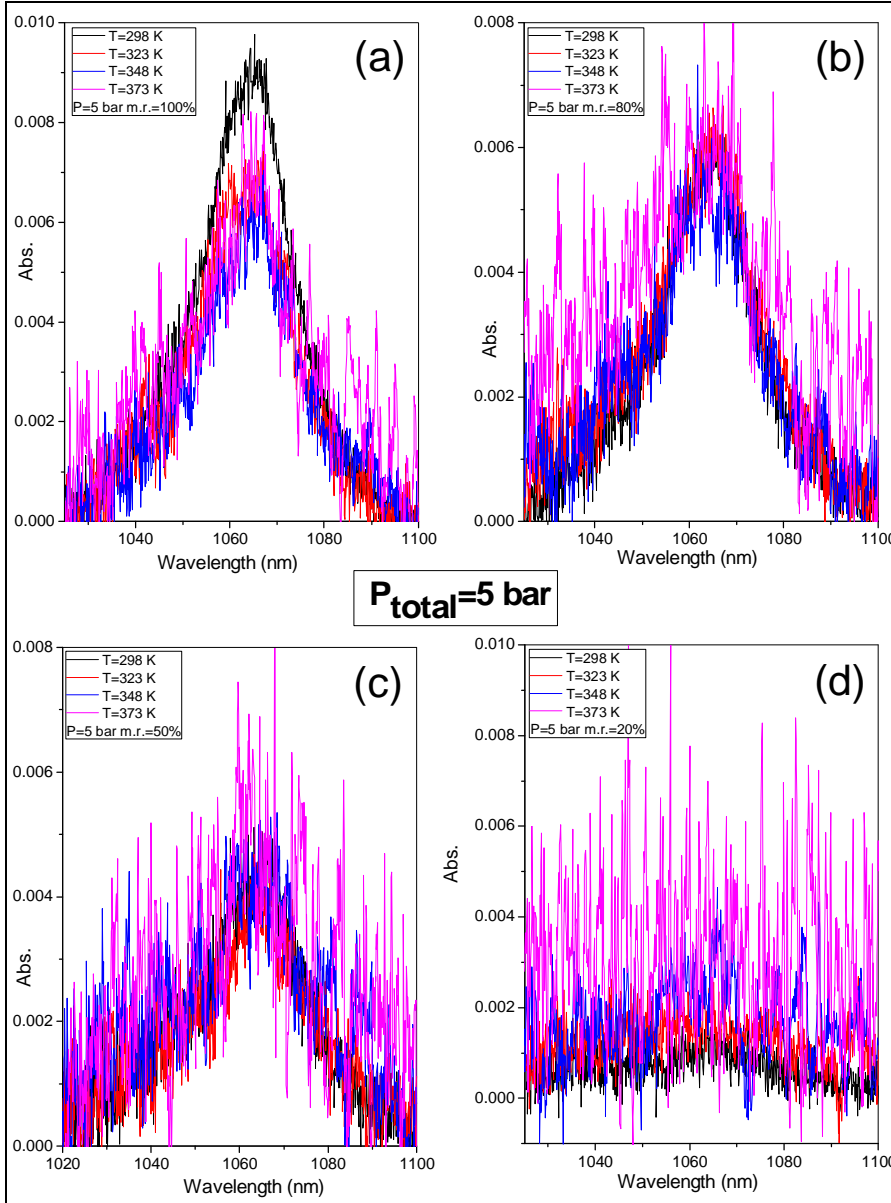 T=298 K
T=323 K
T=348 K
T=373 K
P=5 bar m.r.=100%
(a)
0.010
0.008
0.006
0.004
0.002
0.000
Abs.
1040
1060
1080
1100
Wavelength (nm)
T=298 K
T=323 K
T=348 K
T=373 K
P=5 bar m.r.=80%
(b)
0.008
0.006
0.004
0.002
0.000
Abs.
1040
1060
1080
1100
Wavelength (nm)
P_total=5 bar
T=298 K
T=323 K
T=348 K
T=373 K
P=5 bar m.r.=50%
(c)
0.008
0.006
0.004
0.002
0.000
Abs.
1020
1040
1060
1080
1100
Wavelength (nm)
T=298 K
T=323 K
T=348 K
T=373 K
P=5 bar m.r.=20%
(d)
0.010
0.008
0.006
0.004
0.002
0.000
Abs.
1040
1060
1080
1100
Wavelength (nm)